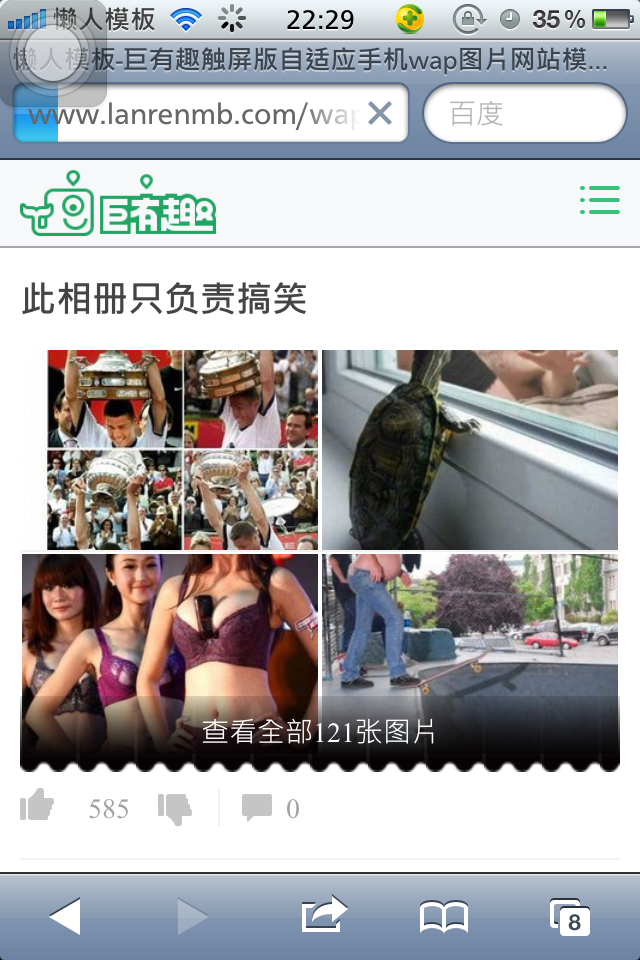 懒人模板 22:29 35%
懒人模板-巨有趣触屏版自适应手机wap图片网站模...
www.lanrenmb.com/wap 百度
巨有趣
此相册只负责搞笑
查看全部121张图片
585 0
8